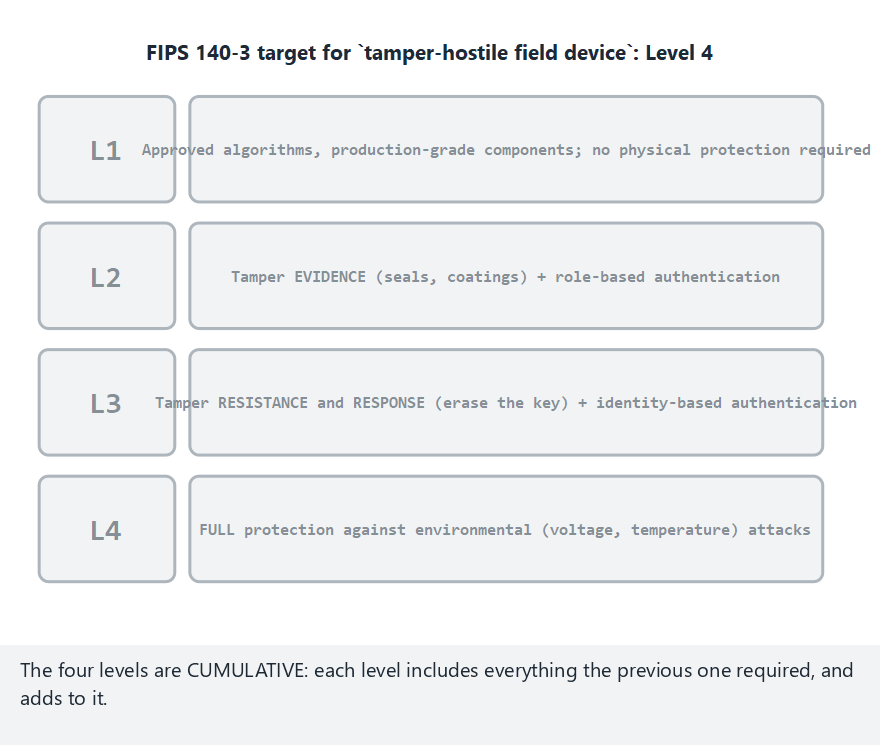 FIPS 140-3 target for `tamper-hostile field device`: Level 4
L1
Approved algorithms, production-grade components; no physical protection required
L2
Tamper EVIDENCE (seals, coatings) + role-based authentication
L3
Tamper RESISTANCE and RESPONSE (erase the key) + identity-based authentication
L4
FULL protection against environmental (voltage, temperature) attacks
The four levels are CUMULATIVE: each level includes everything the previous one required, and
adds to it.